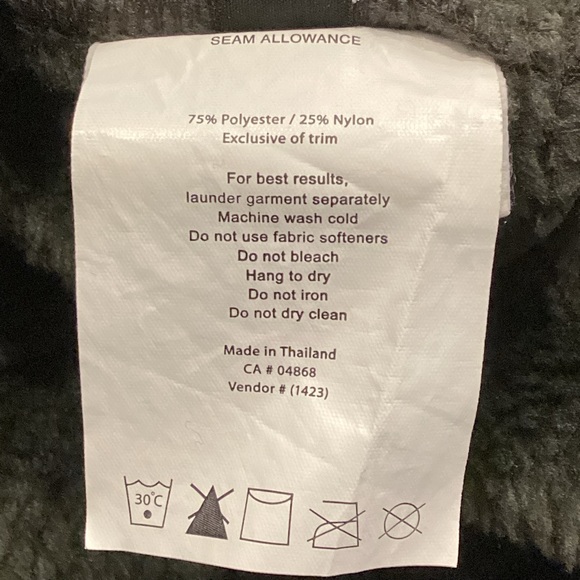 SEAM ALLOWANCE
75% Polyester / 25% Nylon
Exclusive of trim
For best results,
launder garment separately
Machine wash cold
Do not use fabric softeners
Do not bleach
Hang to dry
Do not iron
Do not dry clean
Made in Thailand
CA # 04868
Vendor # (1423)
30°C